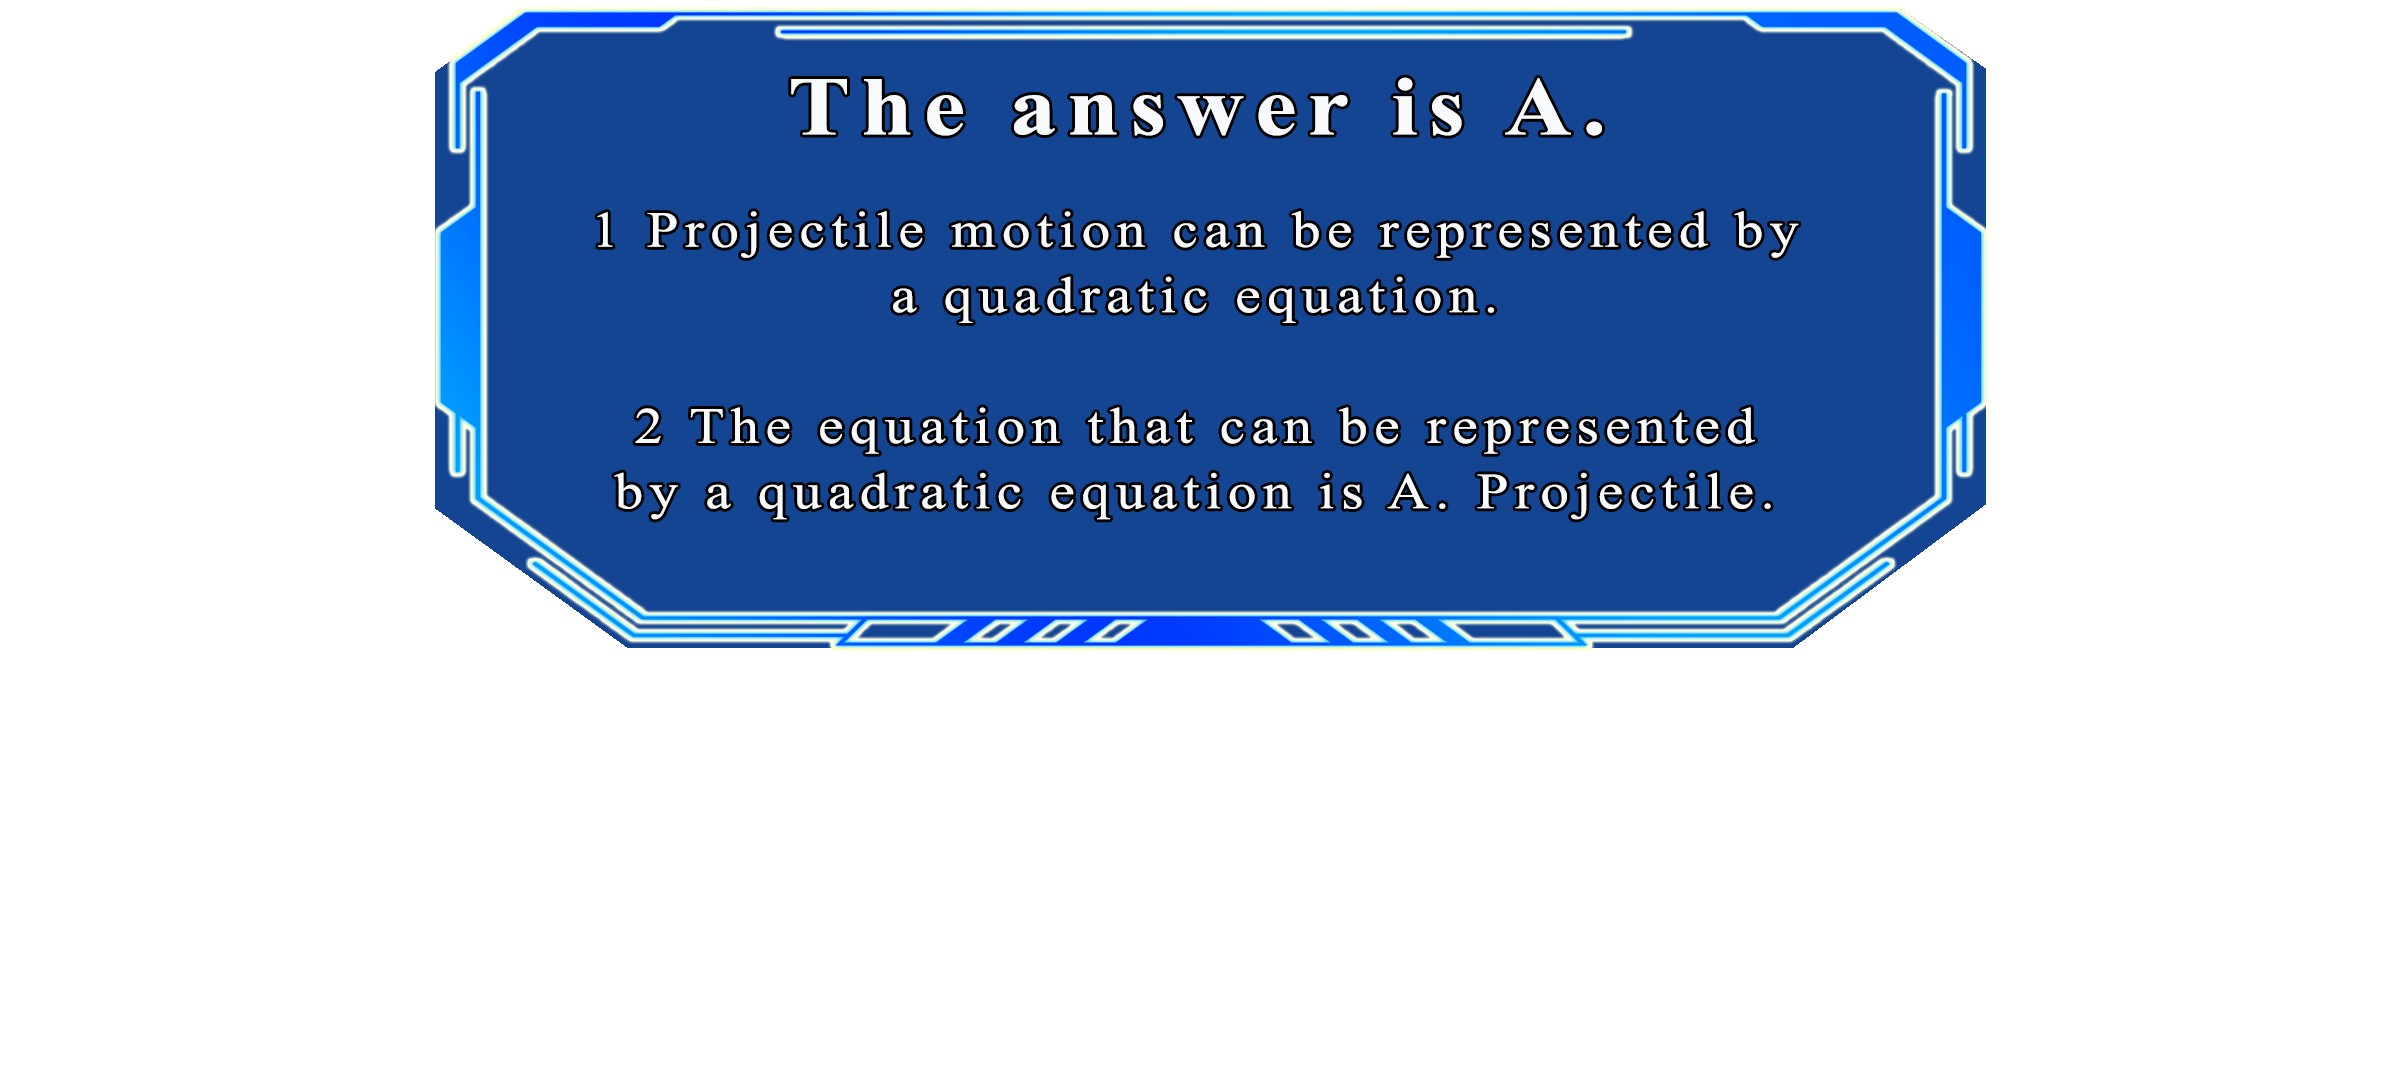 The answer is A.
1 Projectile motion can be represented by
a quadratic equation.
2 The equation that can be represented
by a quadratic equation is A. Projectile.